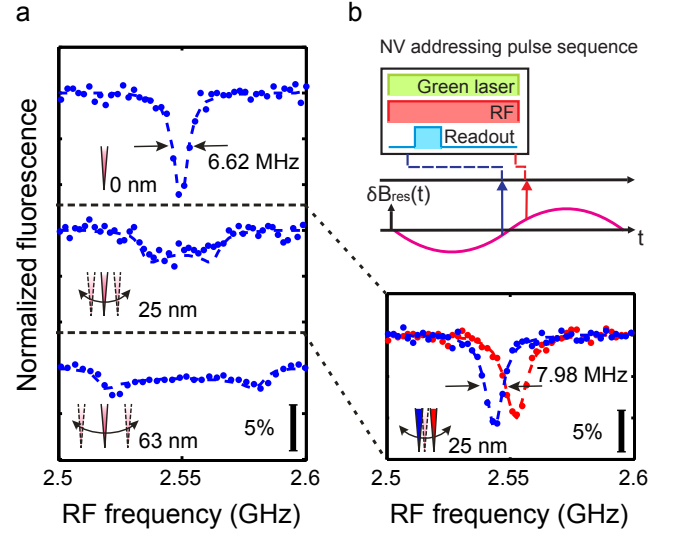 a
b
NV addressing pulse sequence
Green laser
RF
Readout
δBres(t)
t
Normalized fluorescence
6.62 MHz
0 nm
25 nm
63 nm
5%
2.5
2.55
2.6
RF frequency (GHz)
7.98 MHz
25 nm
5%
2.5
2.55
2.6
RF frequency (GHz)